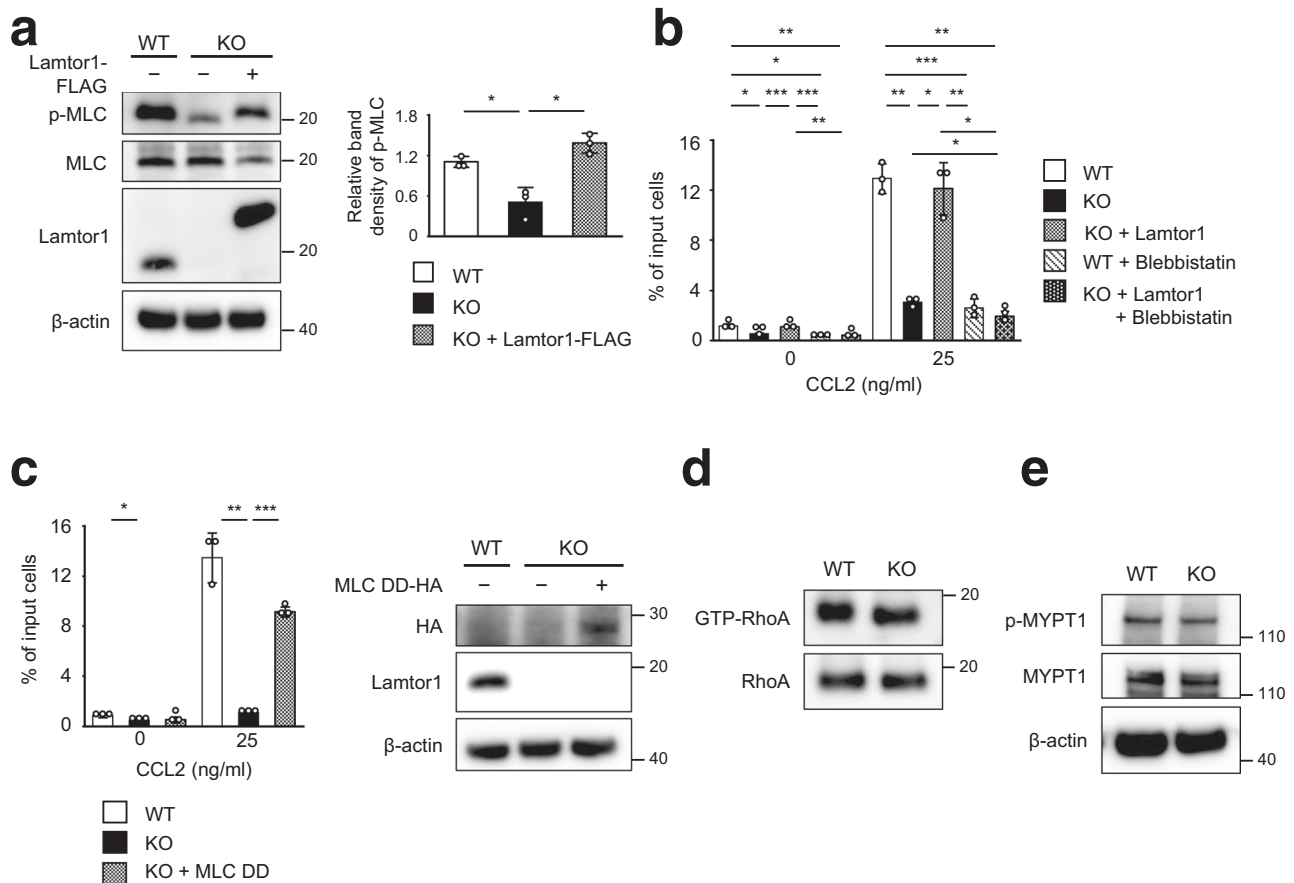 a
WT KO
Lamtor1-
FLAG
– – +
p-MLC
20
MLC
20
Lamtor1
20
β-actin
40
* *
Relative band
density of p-MLC
1.8
1.2
0.6
0
WT
KO
KO + Lamtor1-FLAG
b
** **
* ***
* *** *** ** * **
** *
*
% of input cells
16
12
8
4
0
0 25
CCL2 (ng/ml)
WT
KO
KO + Lamtor1
WT + Blebbistatin
KO + Lamtor1
+ Blebbistatin
c
* ** ***
% of input cells
16
12
8
4
0
0 25
CCL2 (ng/ml)
WT
KO
KO + MLC DD
WT KO
MLC DD-HA – – +
HA
30
Lamtor1
20
β-actin
40
d
WT KO
GTP-RhoA
20
RhoA
20
e
WT KO
p-MYPT1
110
MYPT1
110
β-actin
40